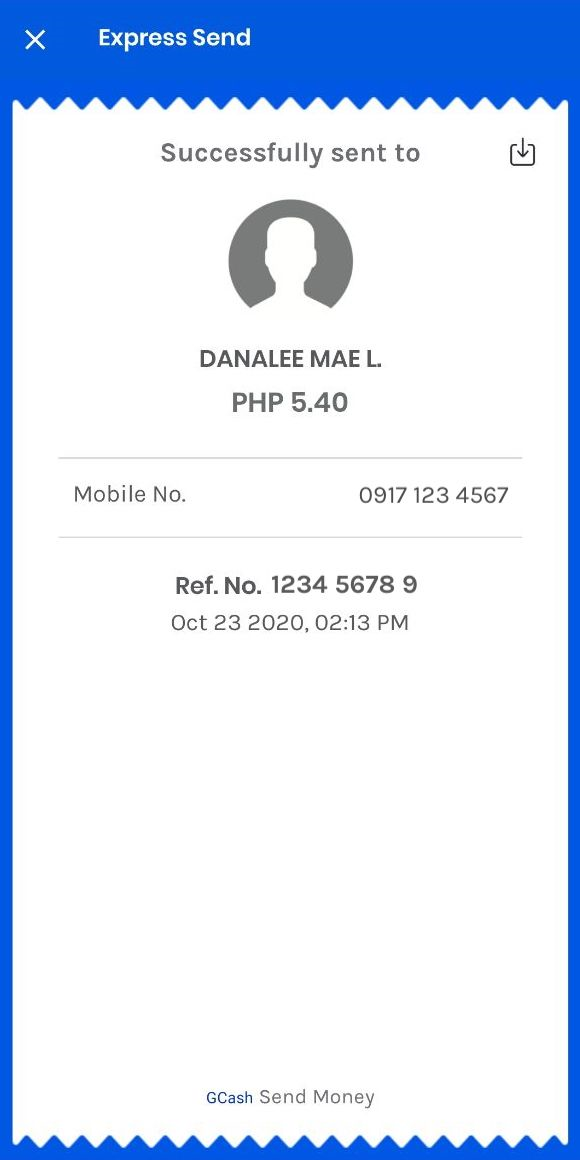 Express Send
Successfully sent to
DANALEE MAE L.
PHP 5.40
Mobile No. 0917 123 4567
Ref. No. 1234 5678 9
Oct 23 2020, 02:13 PM
GCash Send Money